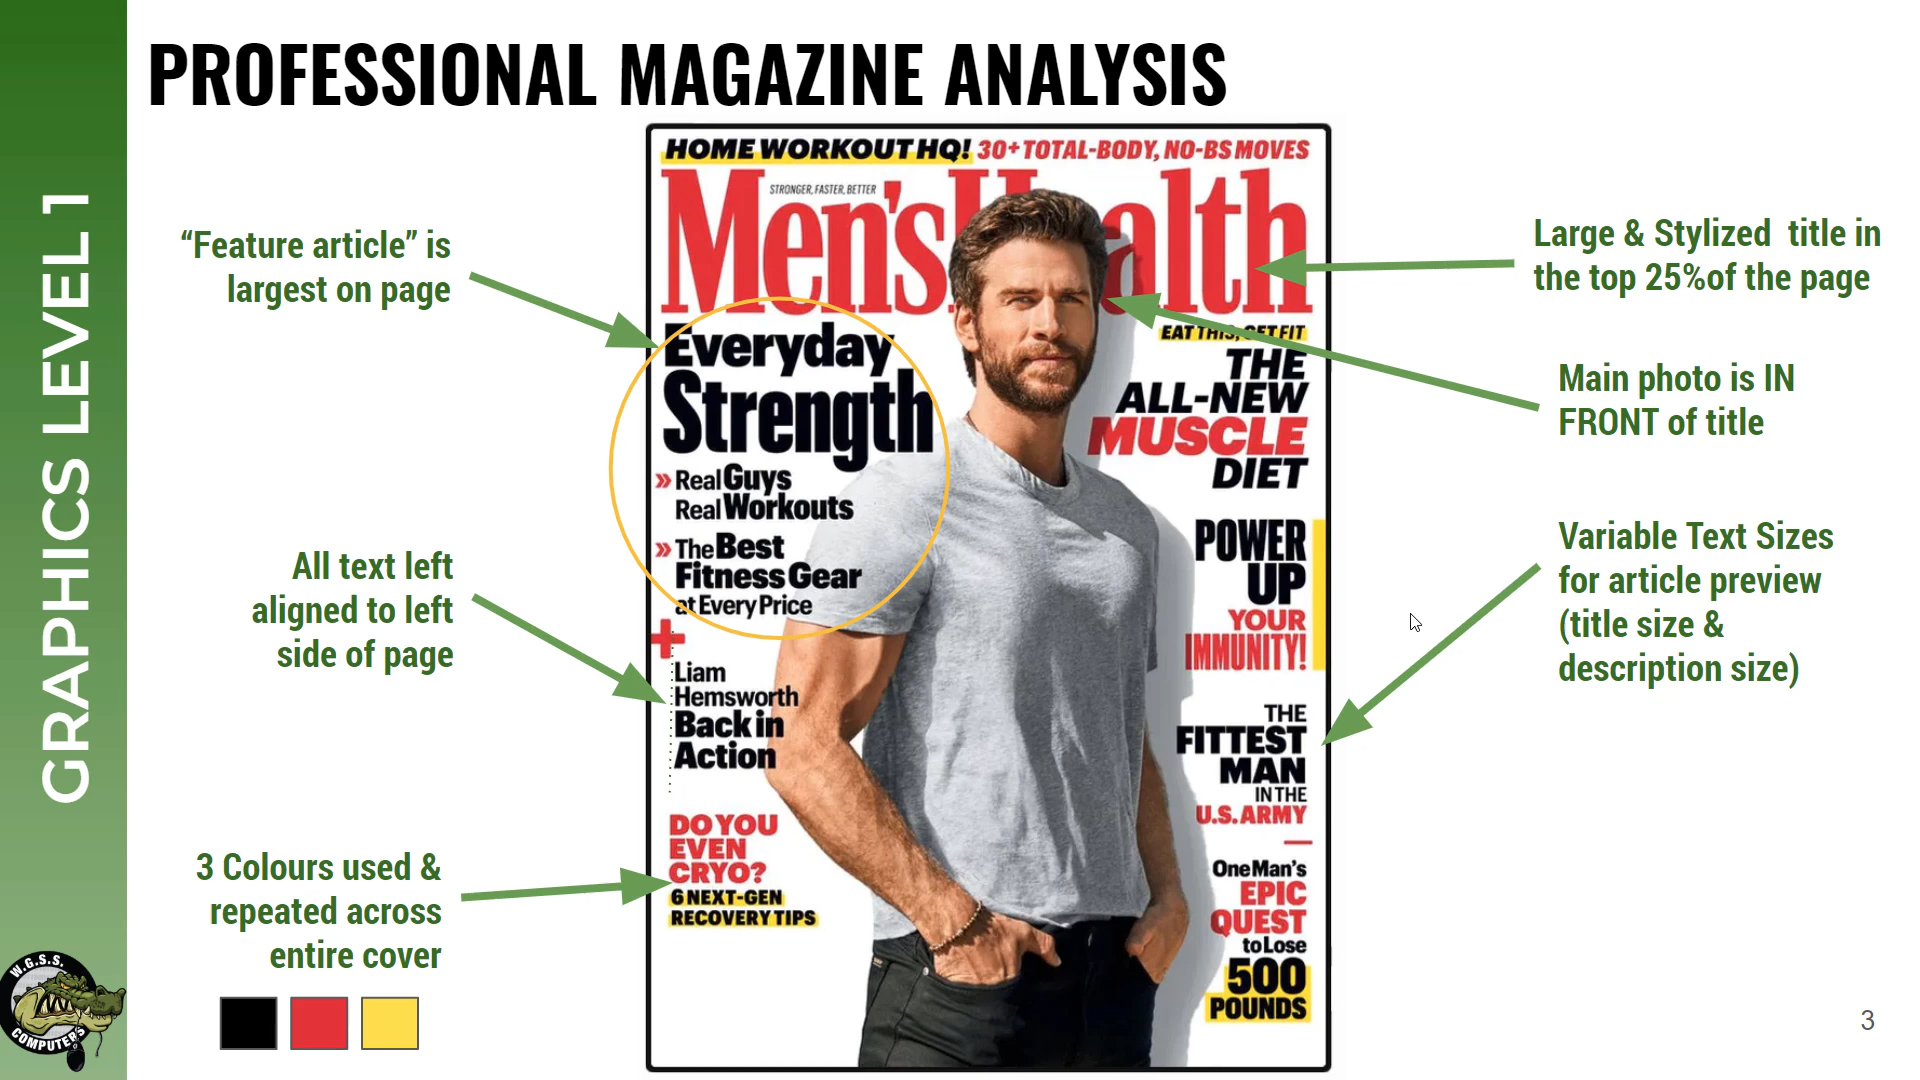 PROFESSIONAL MAGAZINE ANALYSIS
GRAPHICS LEVEL 1
“Feature article” is
largest on page
All text left
aligned to left
side of page
3 Colours used &
repeated across
entire cover
W.G.S.S.
COMPUTERS
HOME WORKOUT HQ! 30+ TOTAL-BODY, NO-BS MOVES
STRONGER, FASTER, BETTER
Men's Health
Everyday
Strength
» Real Guys
Real Workouts
» The Best
Fitness Gear
at Every Price
+
Liam
Hemsworth
Back in
Action
DO YOU
EVEN
CRYO?
6 NEXT-GEN
RECOVERY TIPS
EAT THIS, GET FIT
THE
ALL-NEW
MUSCLE
DIET
POWER
UP
YOUR
IMMUNITY!
THE
FITTEST
MAN
IN THE
U.S. ARMY
One Man's
EPIC
QUEST
to Lose
500
POUNDS
Large & Stylized  title in
the top 25%of the page
Main photo is IN
FRONT of title
Variable Text Sizes
for article preview
(title size &
description size)
3